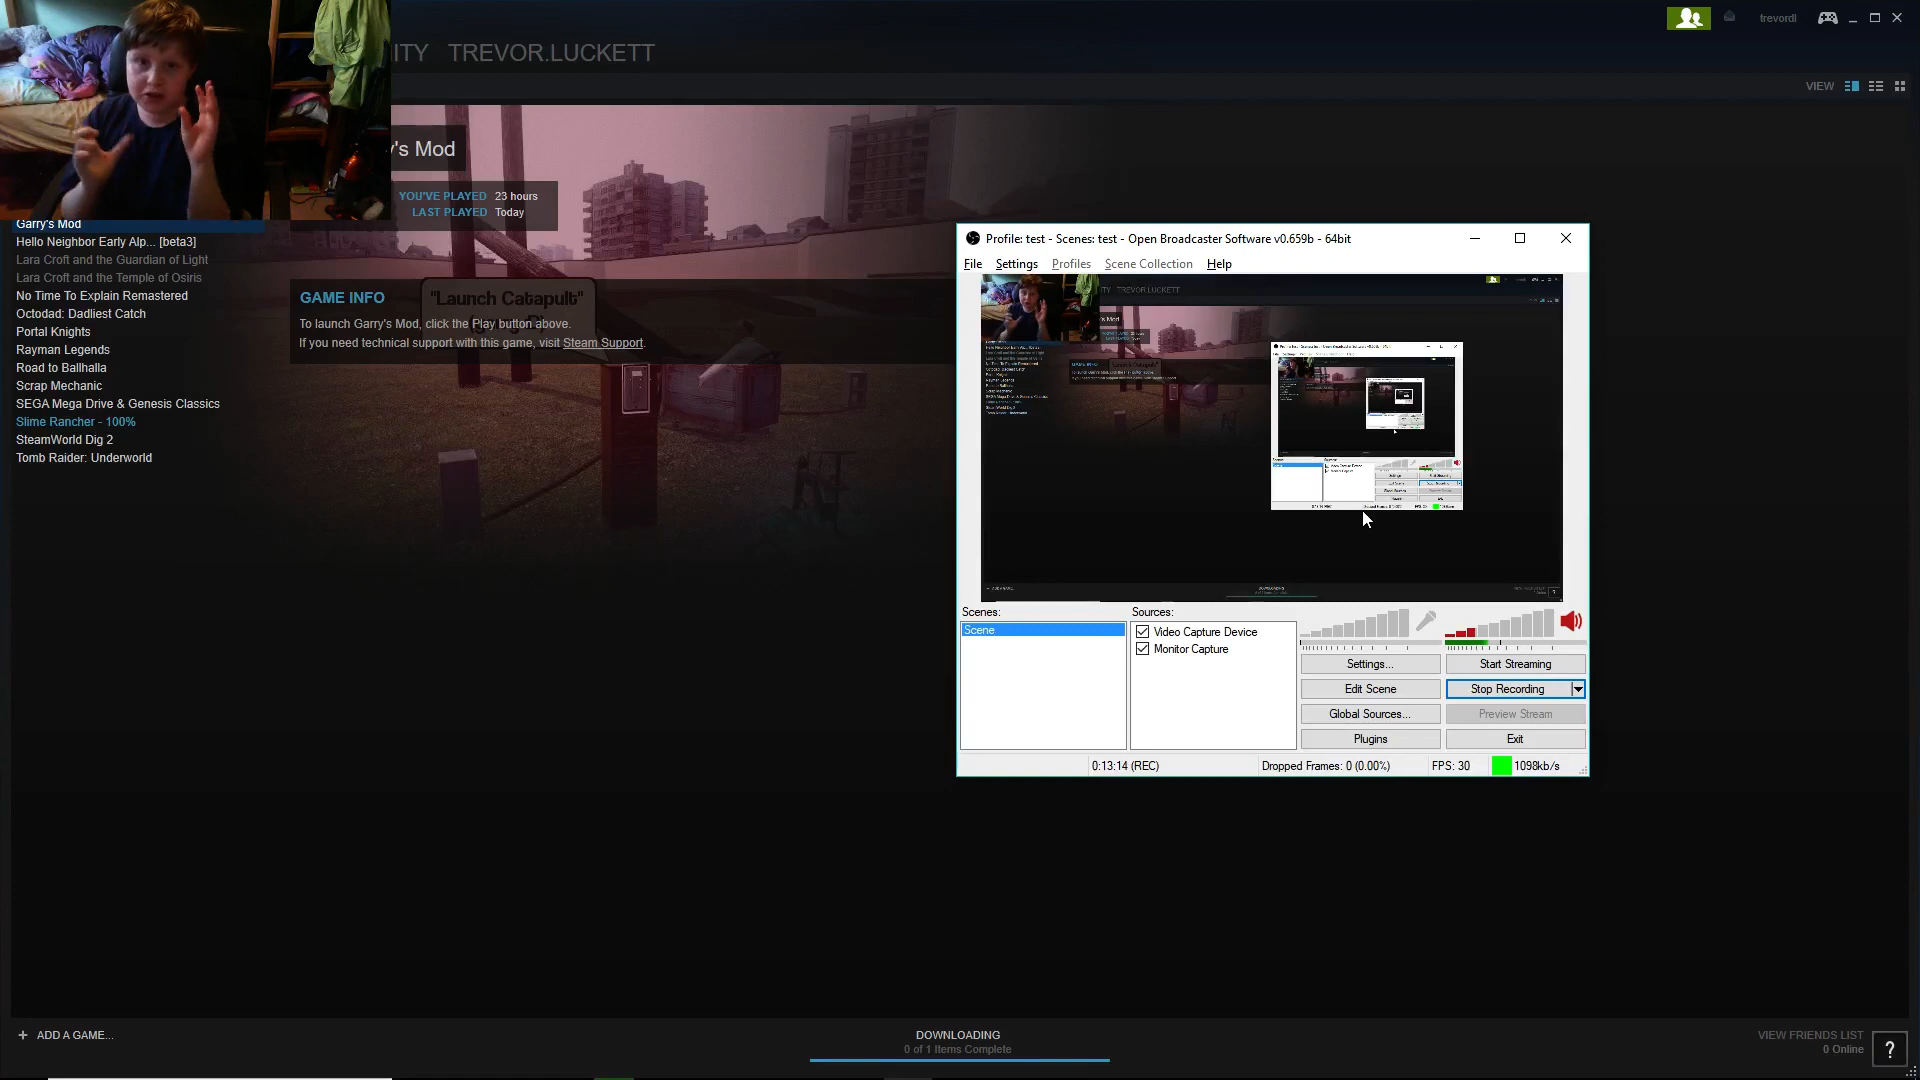 trevordl
ITY TREVOR.LUCKETT
VIEW
's Mod
YOU'VE PLAYED 23 hours
LAST PLAYED Today
Garry's Mod
Hello Neighbor Early Alp... [beta3]
Lara Croft and the Guardian of Light
Lara Croft and the Temple of Osiris
No Time To Explain Remastered
Octodad: Dadliest Catch
Portal Knights
Rayman Legends
Road to Ballhalla
Scrap Mechanic
SEGA Mega Drive & Genesis Classics
Slime Rancher - 100%
SteamWorld Dig 2
Tomb Raider: Underworld
GAME INFO
"Launch Catapult"
To launch Garry's Mod, click the Play button above.
If you need technical support with this game, visit Steam Support.
Profile: test - Scenes: test - Open Broadcaster Software v0.659b - 64bit
File Settings Profiles Scene Collection Help
ITY TREVOR.LUCKETT
Scenes:
Scene
Sources:
Video Capture Device
Monitor Capture
Settings...
Start Streaming
Edit Scene
Stop Recording
Global Sources...
Preview Stream
Plugins
Exit
0:13:14 (REC)
Dropped Frames: 0 (0.00%)
FPS: 30
1098kb/s
+ ADD A GAME...
DOWNLOADING
0 of 1 Items Complete
VIEW FRIENDS LIST
0 Online
?